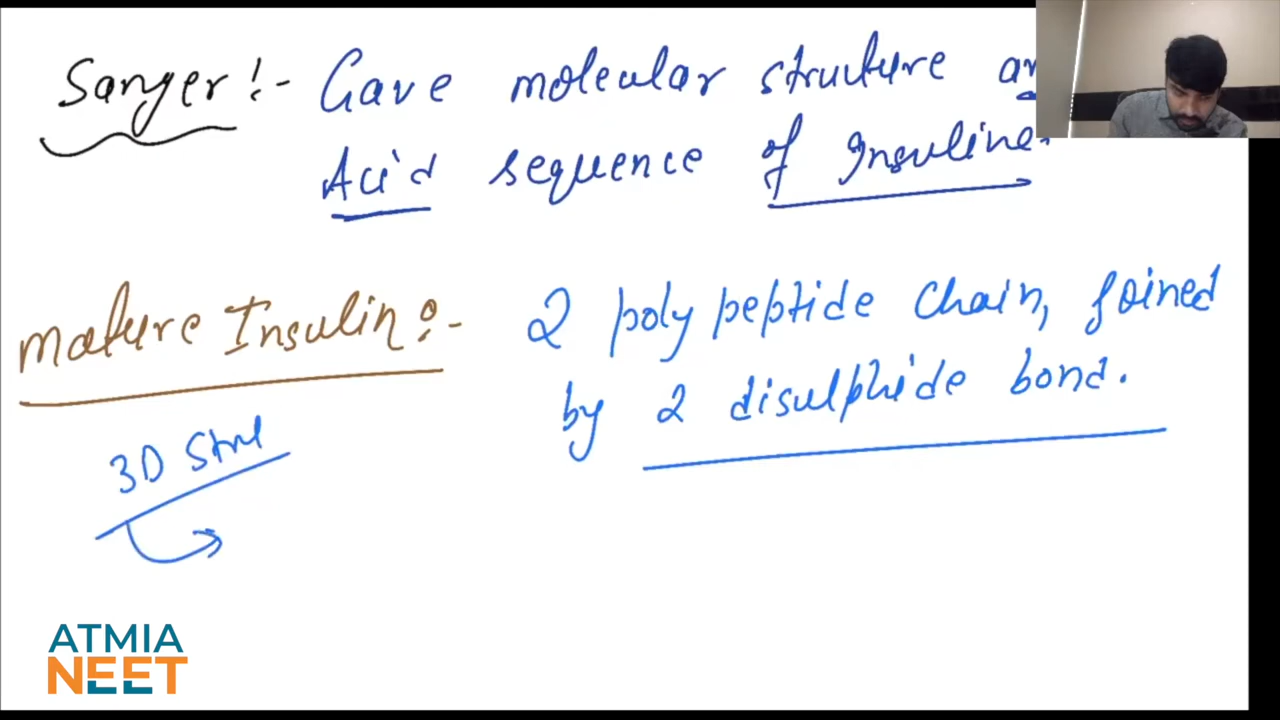 Sanger :- Gave molecular structure
Acid sequence of Insuline.
Mature Insulin :- 2 polypeptide chain, joined
by 2 disulphide bond.
3D Stru
ATMIA
NEET